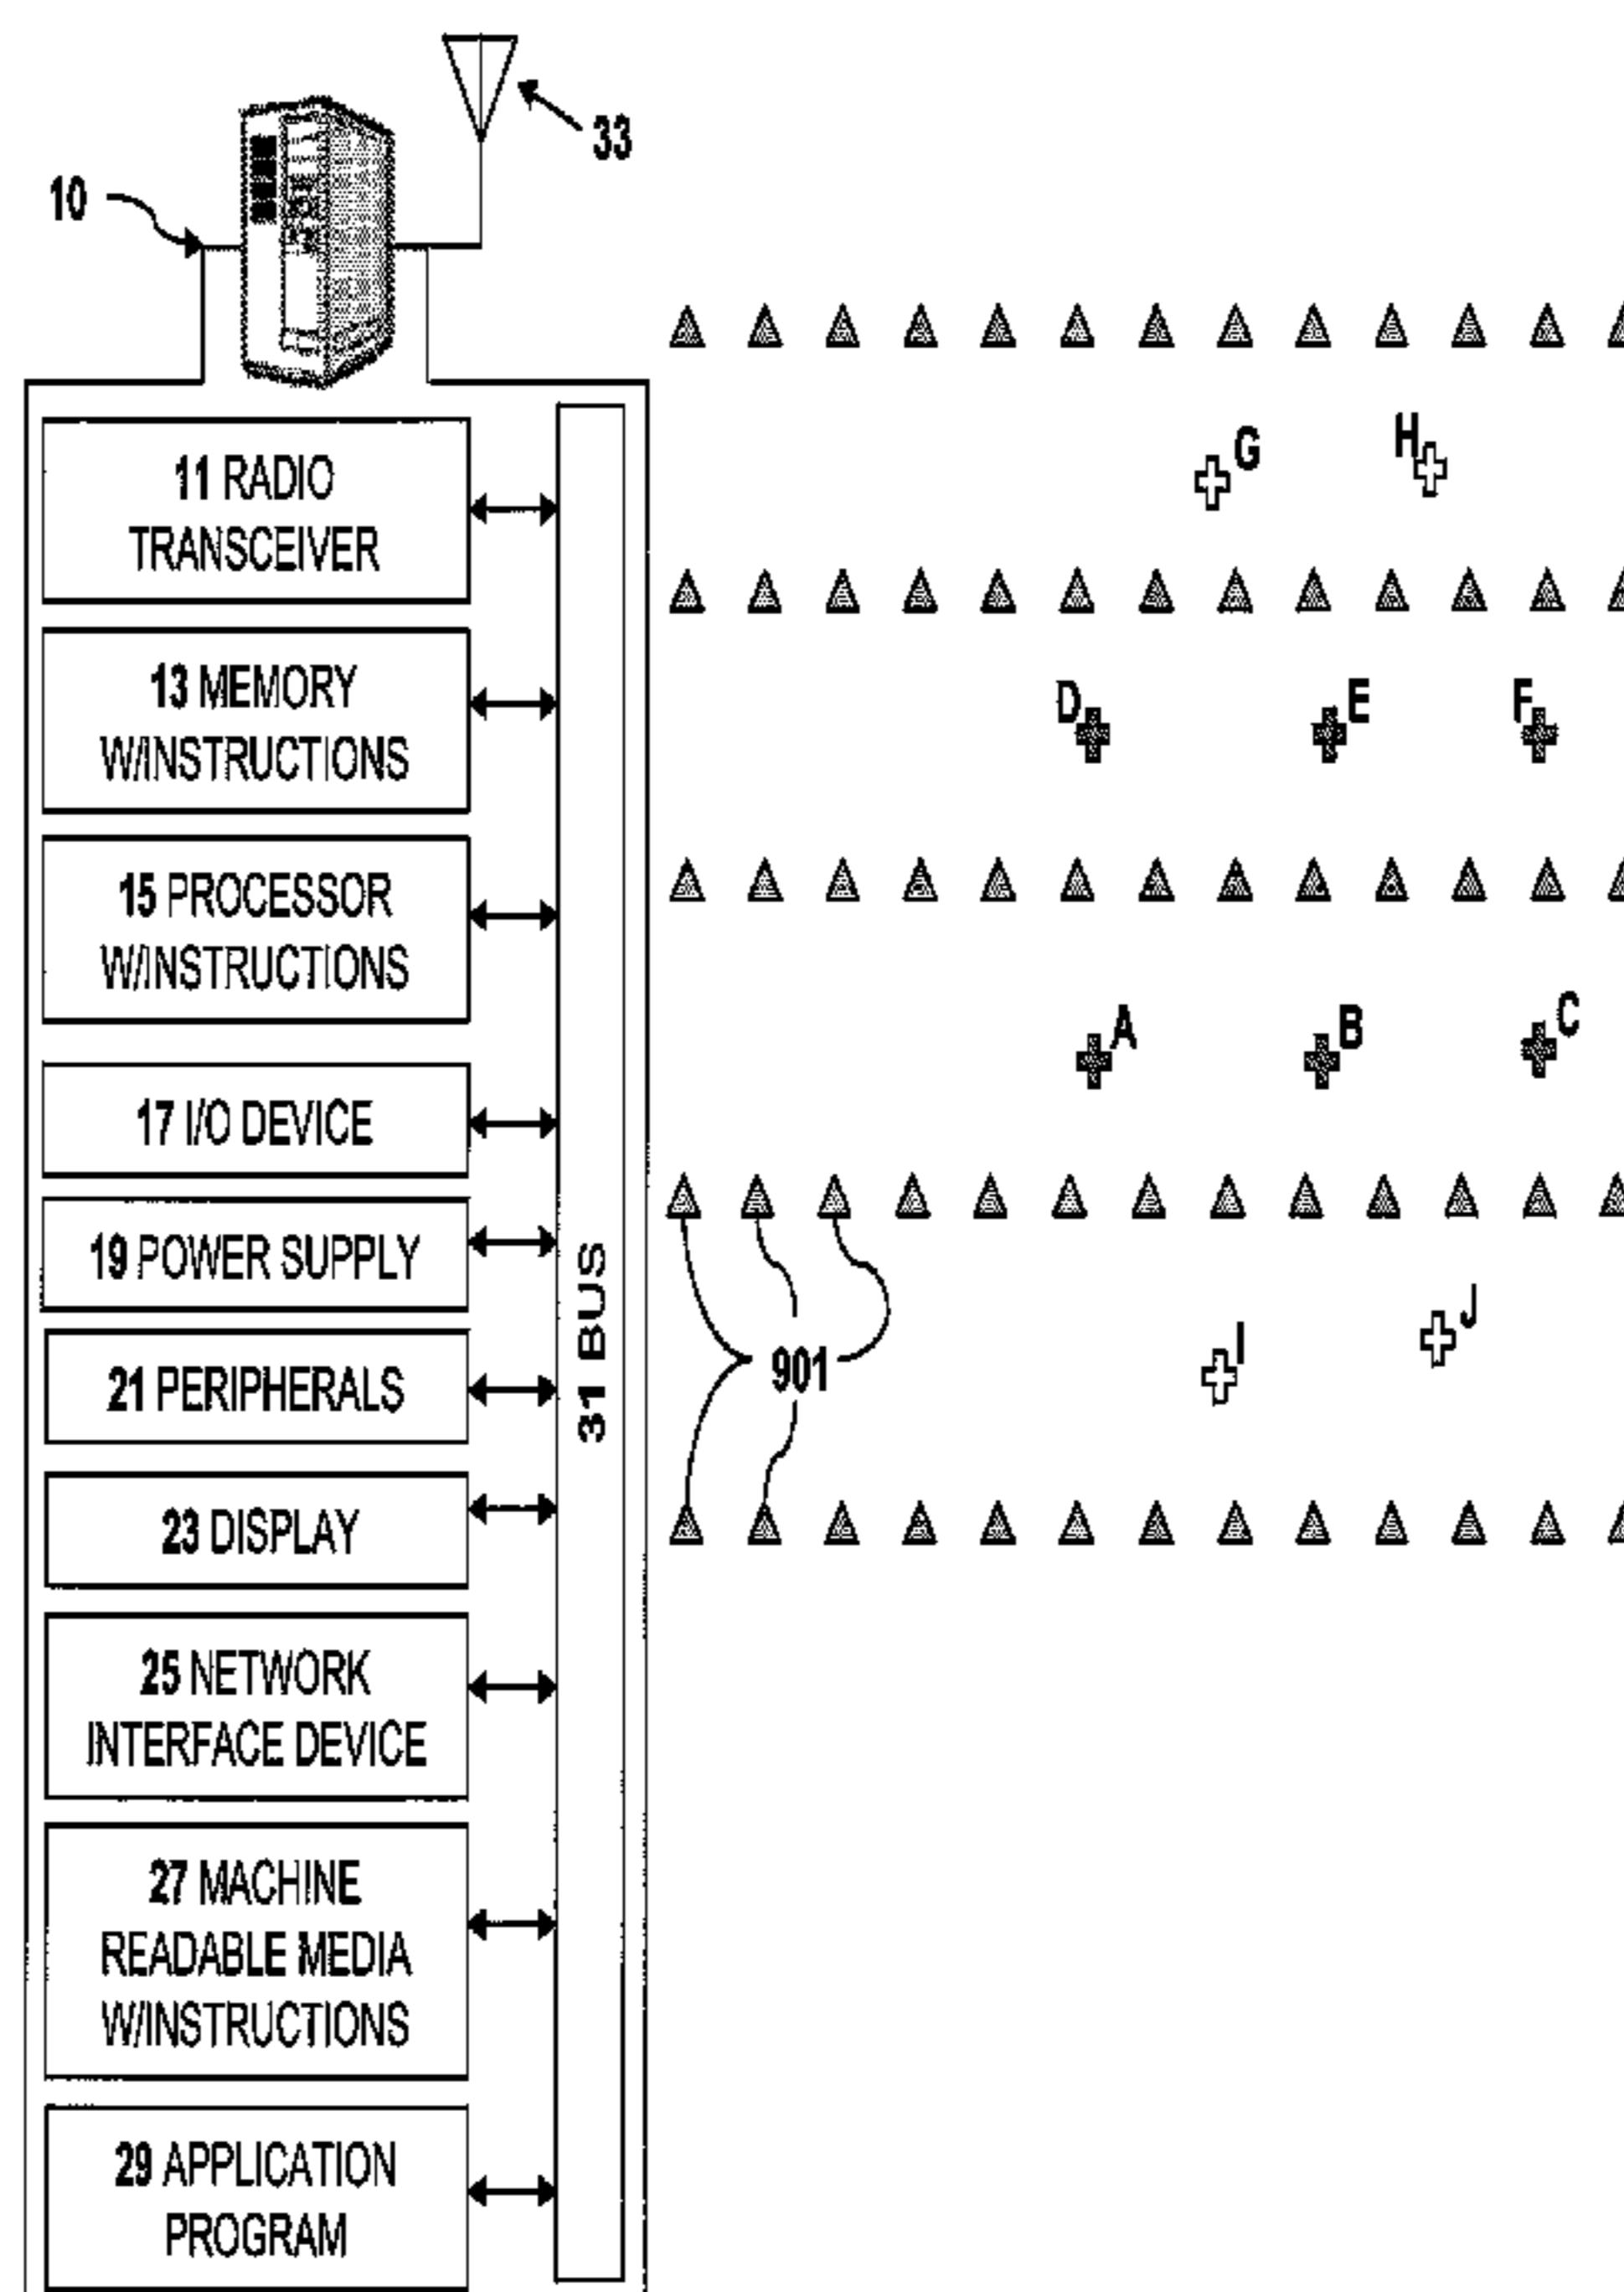 33
10
11 RADIO
TRANSCEIVER
13 MEMORY
W/INSTRUCTIONS
15 PROCESSOR
W/INSTRUCTIONS
17 I/O DEVICE
19 POWER SUPPLY
21 PERIPHERALS
23 DISPLAY
25 NETWORK
INTERFACE DEVICE
27 MACHINE
READABLE MEDIA
W/INSTRUCTIONS
29 APPLICATION
PROGRAM
31 BUS
G H
D E F
A B C
I J
901